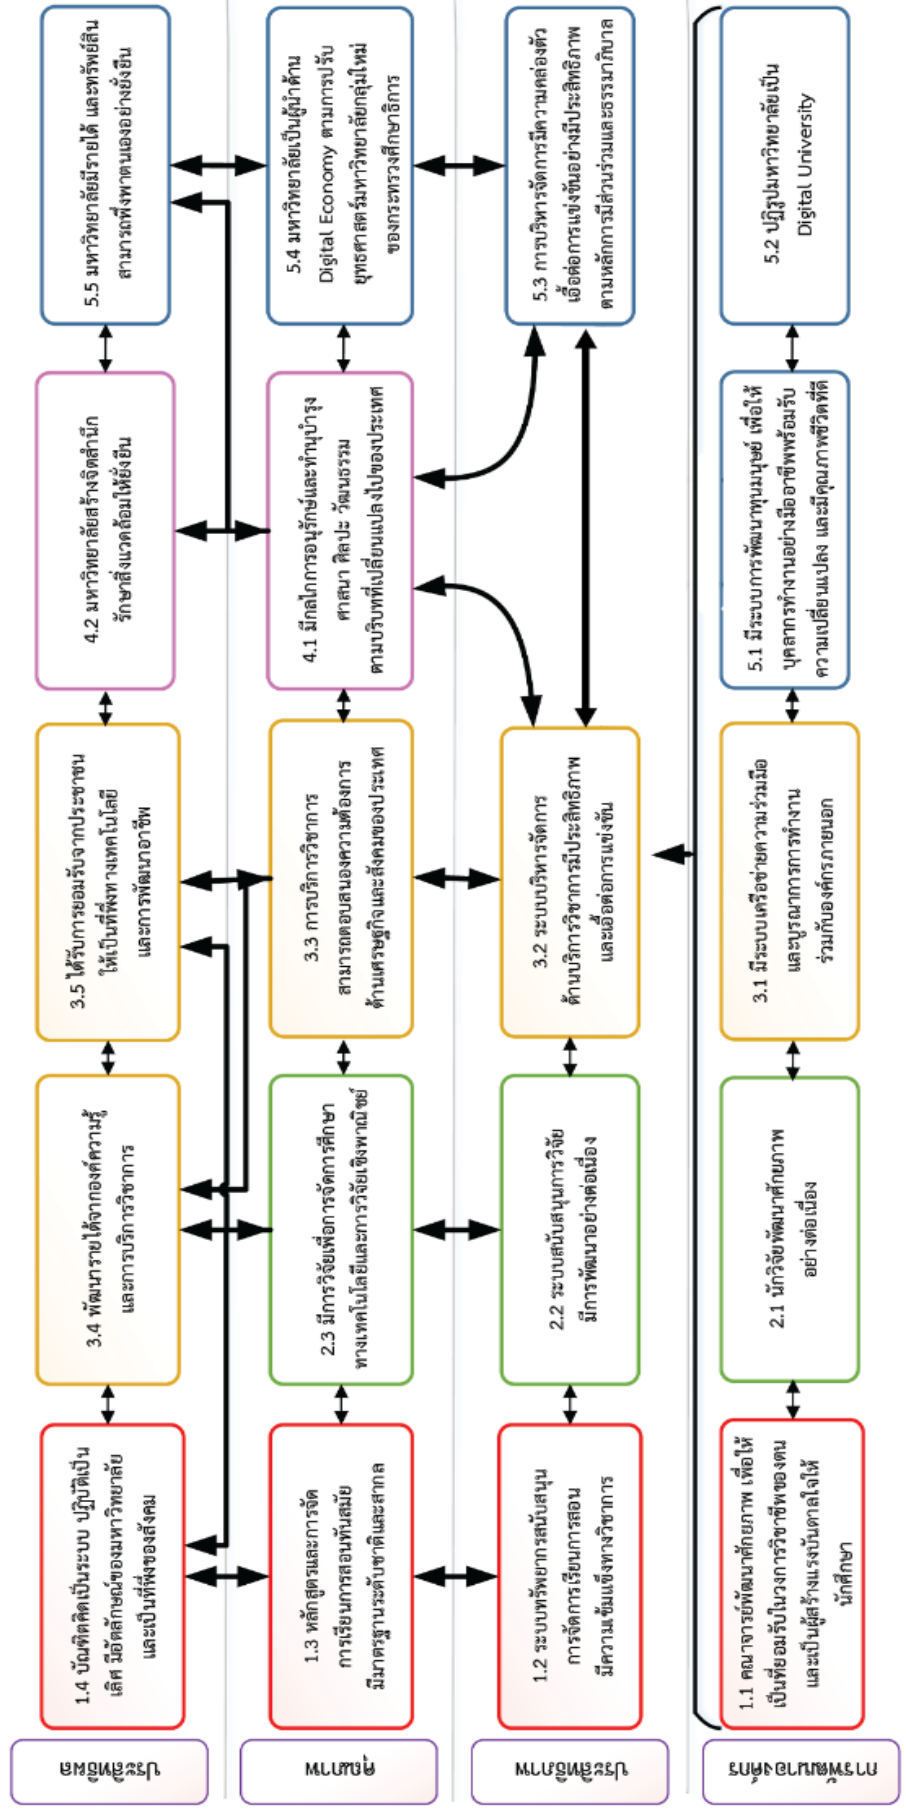 ประสิทธิผล
1.4 บัณฑิตคิดเป็นระบบ ปฏิบัติเป็น
เลิศ มีอัตลักษณ์ของมหาวิทยาลัย
และเป็นที่พึ่งของสังคม
3.4 พัฒนารายได้จากองค์ความรู้
และการบริการวิชาการ
3.5 ได้รับการยอมรับจากประชาชน
ให้เป็นที่พึ่งทางเทคโนโลยี
และการพัฒนาอาชีพ
4.2 มหาวิทยาลัยสร้างจิตสำนึก
รักษาสิ่งแวดล้อมให้ยั่งยืน
5.5 มหาวิทยาลัยมีรายได้ และทรัพย์สิน
สามารถพึ่งพาตนเองอย่างยั่งยืน
คุณภาพ
1.3 หลักสูตรและการจัด
การเรียนการสอนทันสมัย
มีมาตรฐานระดับชาติและสากล
2.3 มีการวิจัยเพื่อการจัดการศึกษา
ทางเทคโนโลยีและการวิจัยเชิงพาณิชย์
3.3 การบริการวิชาการ
สามารถตอบสนองความต้องการ
ด้านเศรษฐกิจและสังคมของประเทศ
4.1 มีกลไกการอนุรักษ์และทำนุบำรุง
ศาสนา ศิลปะ วัฒนธรรม
ตามบริบทที่เปลี่ยนแปลงไปของประเทศ
5.4 มหาวิทยาลัยเป็นผู้นำด้าน
Digital Economy ตามการปรับ
ยุทธศาสตร์มหาวิทยาลัยกลุ่มใหม่
ของกระทรวงศึกษาธิการ
ประสิทธิภาพ
1.2 ระบบทรัพยากรสนับสนุน
การจัดการเรียนการสอน
มีความเข้มแข็งทางวิชาการ
2.2 ระบบสนับสนุนการวิจัย
มีการพัฒนาอย่างต่อเนื่อง
3.2 ระบบบริหารจัดการ
ด้านบริการวิชาการมีประสิทธิภาพ
และเอื้อต่อการแข่งขัน
5.3 การบริหารจัดการมีความคล่องตัว
เอื้อต่อการแข่งขันอย่างมีประสิทธิภาพ
ตามหลักการมีส่วนร่วมและธรรมาภิบาล
การพัฒนาองค์กร
1.1 คณาจารย์พัฒนาศักยภาพ เพื่อให้
เป็นที่ยอมรับในวงการวิชาชีพของตน
และเป็นผู้สร้างแรงบันดาลใจให้
นักศึกษา
2.1 นักวิจัยพัฒนาศักยภาพ
อย่างต่อเนื่อง
3.1 มีระบบเครือข่ายความร่วมมือ
และบูรณาการการทำงาน
ร่วมกับองค์กรภายนอก
5.1 มีระบบการพัฒนาทุนมนุษย์ เพื่อให้
บุคลากรทำงานอย่างมืออาชีพพร้อมรับ
ความเปลี่ยนแปลง และมีคุณภาพชีวิตที่ดี
5.2 ปฏิรูปมหาวิทยาลัยเป็น
Digital University